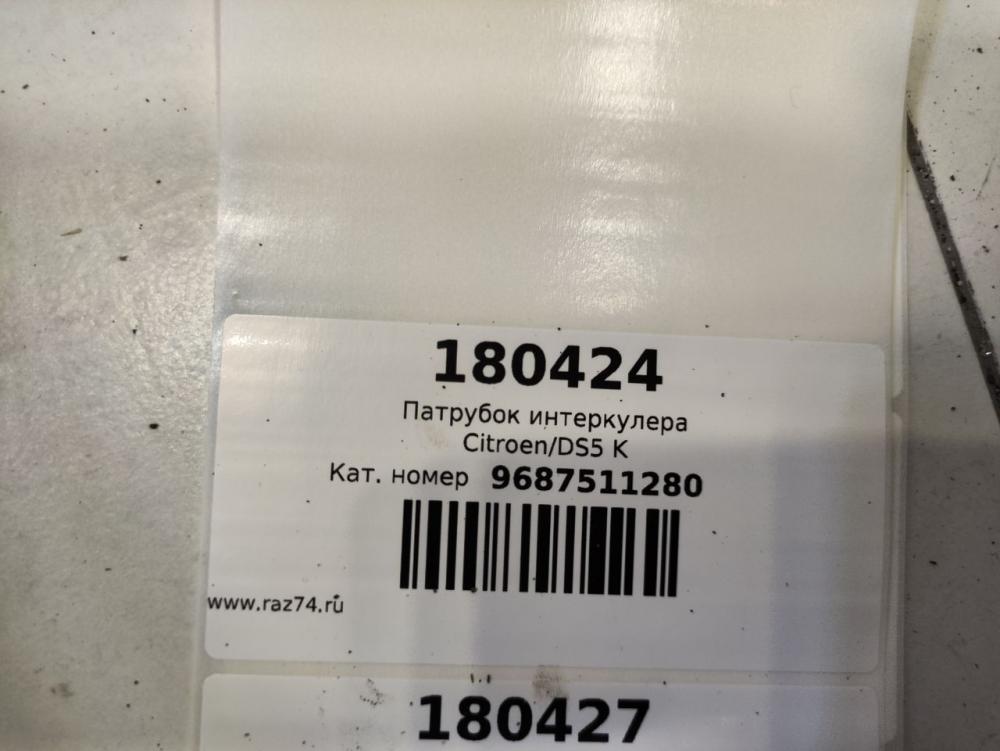 180424
Патрубок интеркулера
Citroen/DS5 K
Кат. номер 9687511280
www.raz74.ru
180427